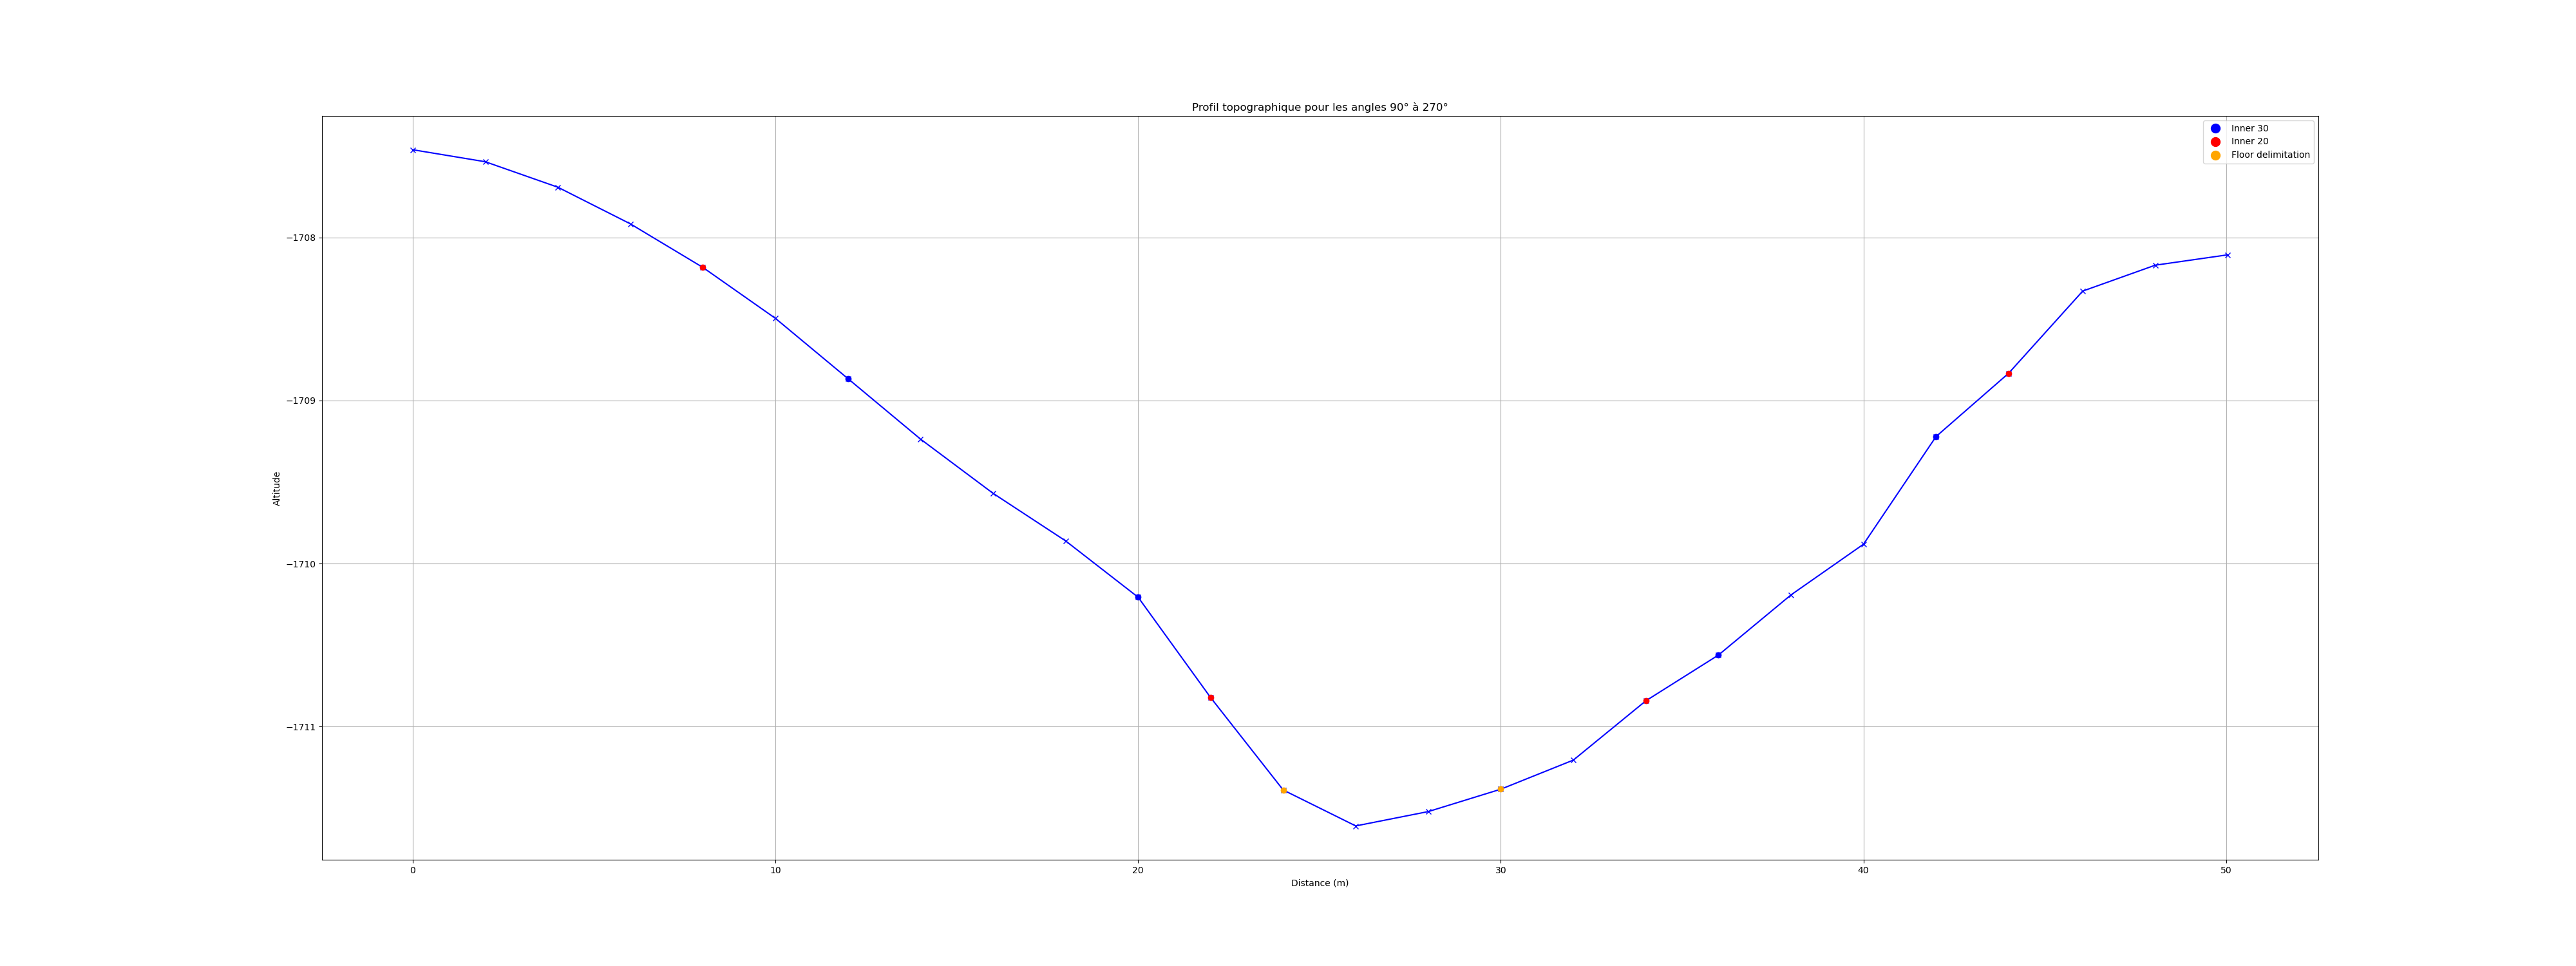 Profil topographique pour les angles 90° à 270°
Inner 30
Inner 20
Floor delimitation
−1708
−1709
−1710
−1711
Altitude
0 10 20 30 40 50
Distance (m)